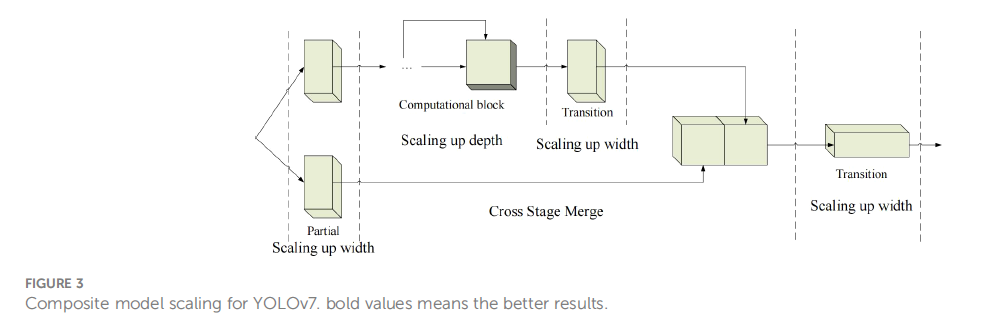 ...
Computational block
Transition
Scaling up depth
Scaling up width
Transition
Cross Stage Merge
Scaling up width
Partial
Scaling up width
FIGURE 3
Composite model scaling for YOLOv7. bold values means the better results.